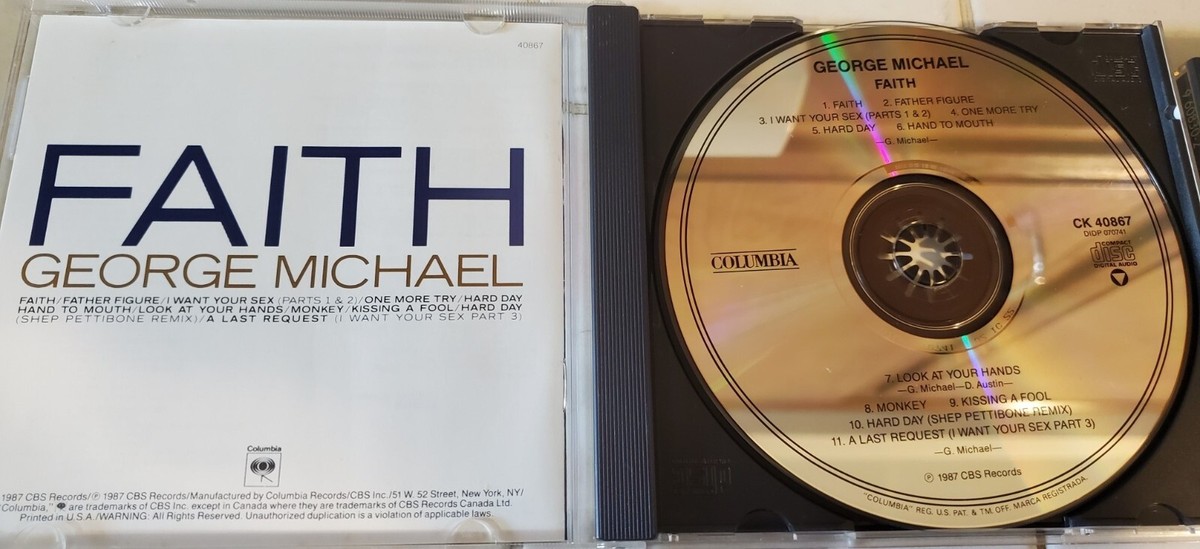 40867
FAITH
GEORGE MICHAEL
FAITH/FATHER FIGURE/I WANT YOUR SEX (PARTS 1 & 2)/ONE MORE TRY/HARD DAY
HAND TO MOUTH/LOOK AT YOUR HANDS/MONKEY/KISSING A FOOL/HARD DAY
(SHEP PETTIBONE REMIX)/A LAST REQUEST (I WANT YOUR SEX PART 3)
Columbia
1987 CBS Records/℗ 1987 CBS Records/Manufactured by Columbia Records/CBS Inc./51 W. 52 Street, New York, NY/
"Columbia," are trademarks of CBS Inc. except in Canada where they are trademarks of CBS Records Canada Ltd.
Printed in U.S.A./WARNING: All Rights Reserved. Unauthorized duplication is a violation of applicable laws.
GEORGE MICHAEL
FAITH
1. FAITH 2. FATHER FIGURE
3. I WANT YOUR SEX (PARTS 1 & 2) 4. ONE MORE TRY
5. HARD DAY 6. HAND TO MOUTH
—G. Michael—
COLUMBIA
CK 40867
DIDP 070741
COMPACT
disc
DIGITAL AUDIO
7. LOOK AT YOUR HANDS
—G. Michael—D. Austin—
8. MONKEY 9. KISSING A FOOL
10. HARD DAY (SHEP PETTIBONE REMIX)
11. A LAST REQUEST (I WANT YOUR SEX PART 3)
—G. Michael—
℗ 1987 CBS Records
"COLUMBIA" REG. U.S. PAT. & TM. OFF. MARCA REGISTRADA.